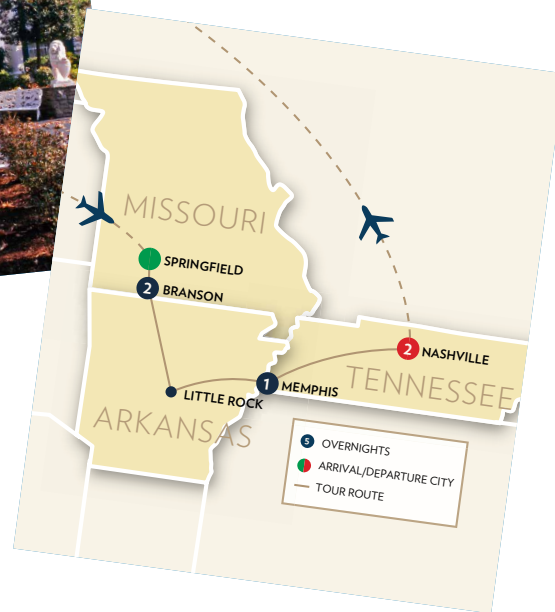 MISSOURI
SPRINGFIELD
2 BRANSON
2 NASHVILLE
TENNESSEE
1 MEMPHIS
LITTLE ROCK
ARKANSAS
5 OVERNIGHTS
ARRIVAL/DEPARTURE CITY
TOUR ROUTE